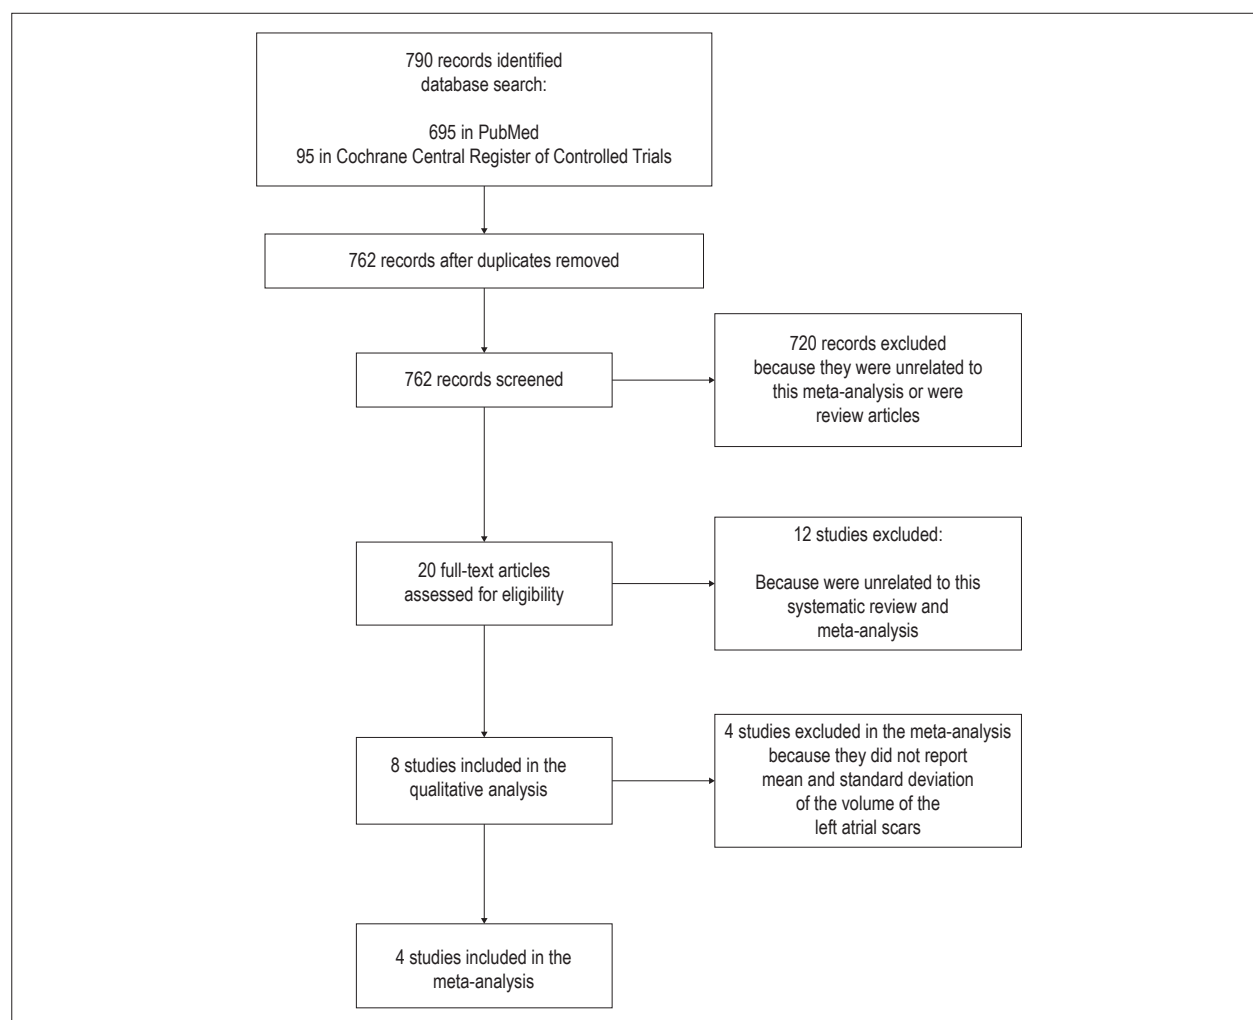 790 records identified
database search:
695 in PubMed
95 in Cochrane Central Register of Controlled Trials
762 records after duplicates removed
762 records screened
720 records excluded
because they were unrelated to
this meta-analysis or were
review articles
20 full-text articles
assessed for eligibility
12 studies excluded:
Because were unrelated to this
systematic review and
meta-analysis
8 studies included in the
qualitative analysis
4 studies excluded in the meta-analysis
because they did not report
mean and standard deviation
of the volume of the
left atrial scars
4 studies included in the
meta-analysis